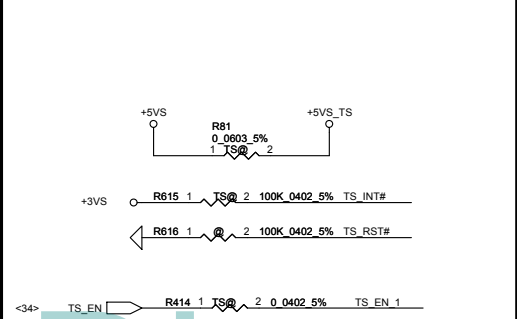 +5VS +5VS_TS
R81
0_0603_5%
1 TS@ 2
+3VS R615 1 TS@ 2 100K_0402_5% TS_INT#
R616 1 @ 2 100K_0402_5% TS_RST#
<34> TS_EN R414 1 TS@ 2 0_0402_5% TS_EN_1